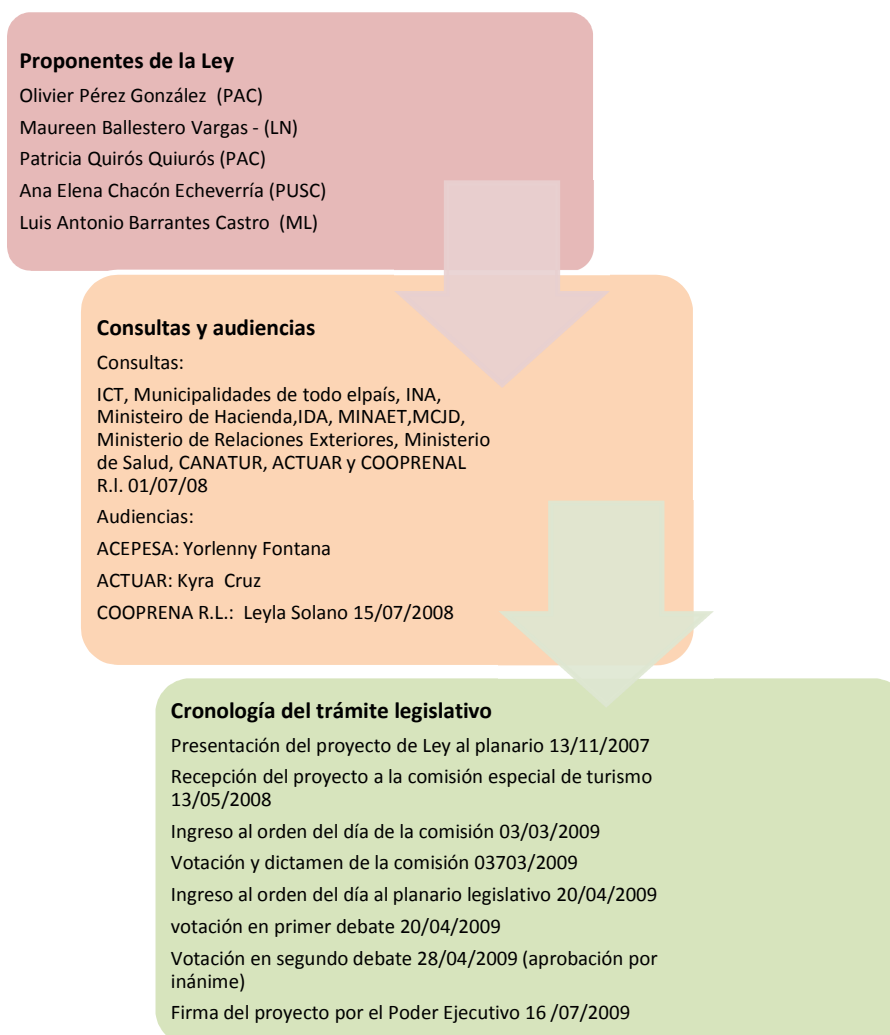 Proponentes de la Ley
Olivier Pérez González  (PAC)
Maureen Ballestero Vargas - (LN)
Patricia Quirós Quiurós (PAC)
Ana Elena Chacón Echeverría (PUSC)
Luis Antonio Barrantes Castro  (ML)
Consultas y audiencias
Consultas:
ICT, Municipalidades de todo elpaís, INA,
Ministeiro de Hacienda,IDA, MINAET,MCJD,
Ministerio de Relaciones Exteriores, Ministerio
de Salud, CANATUR, ACTUAR y COOPRENAL
R.l. 01/07/08
Audiencias:
ACEPESA: Yorlenny Fontana
ACTUAR: Kyra  Cruz
COOPRENA R.L.:  Leyla Solano 15/07/2008
Cronología del trámite legislativo
Presentación del proyecto de Ley al planario 13/11/2007
Recepción del proyecto a la comisión especial de turismo
13/05/2008
Ingreso al orden del día de la comisión 03/03/2009
Votación y dictamen de la comisión 03703/2009
Ingreso al orden del día al planario legislativo 20/04/2009
votación en primer debate 20/04/2009
Votación en segundo debate 28/04/2009 (aprobación por
inánime)
Firma del proyecto por el Poder Ejecutivo 16 /07/2009